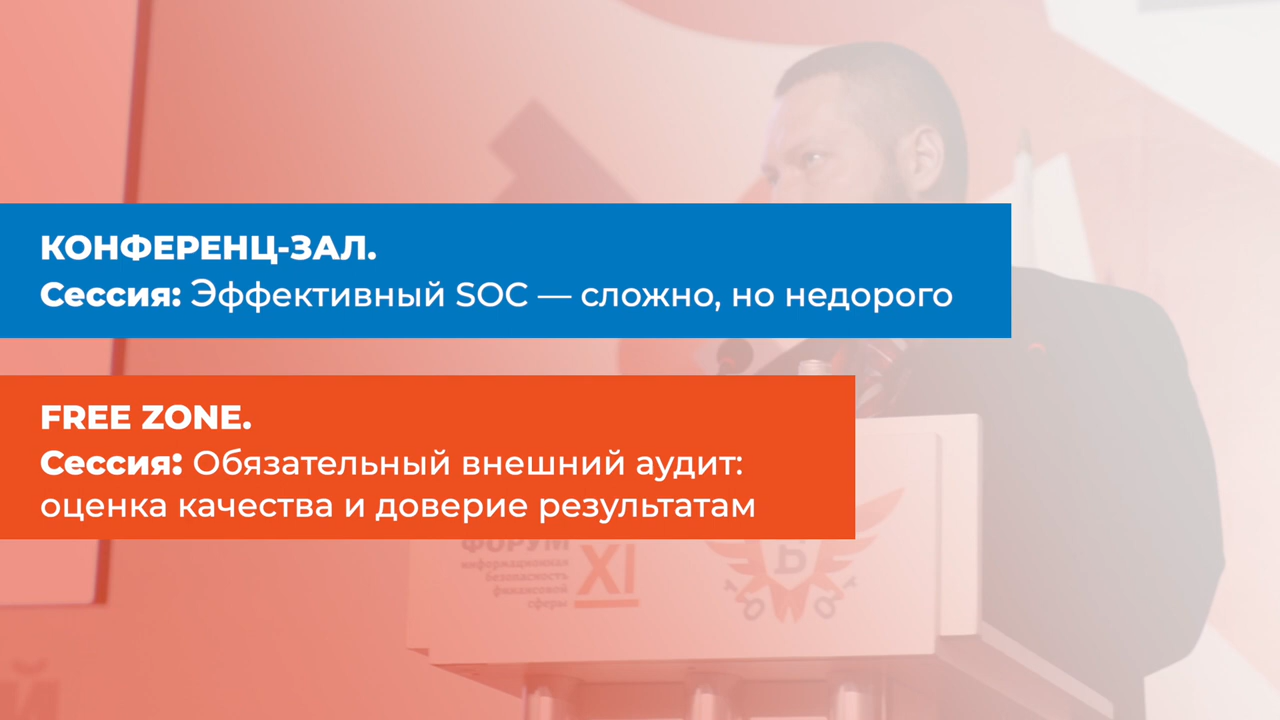 КОНФЕРЕНЦ-ЗАЛ.
Сессия: Эффективный SOC — сложно, но недорого
FREE ZONE.
Сессия: Обязательный внешний аудит:
оценка качества и доверие результатам
ФОРУМ
XI
информационная
безопасность
финансовой
сферы